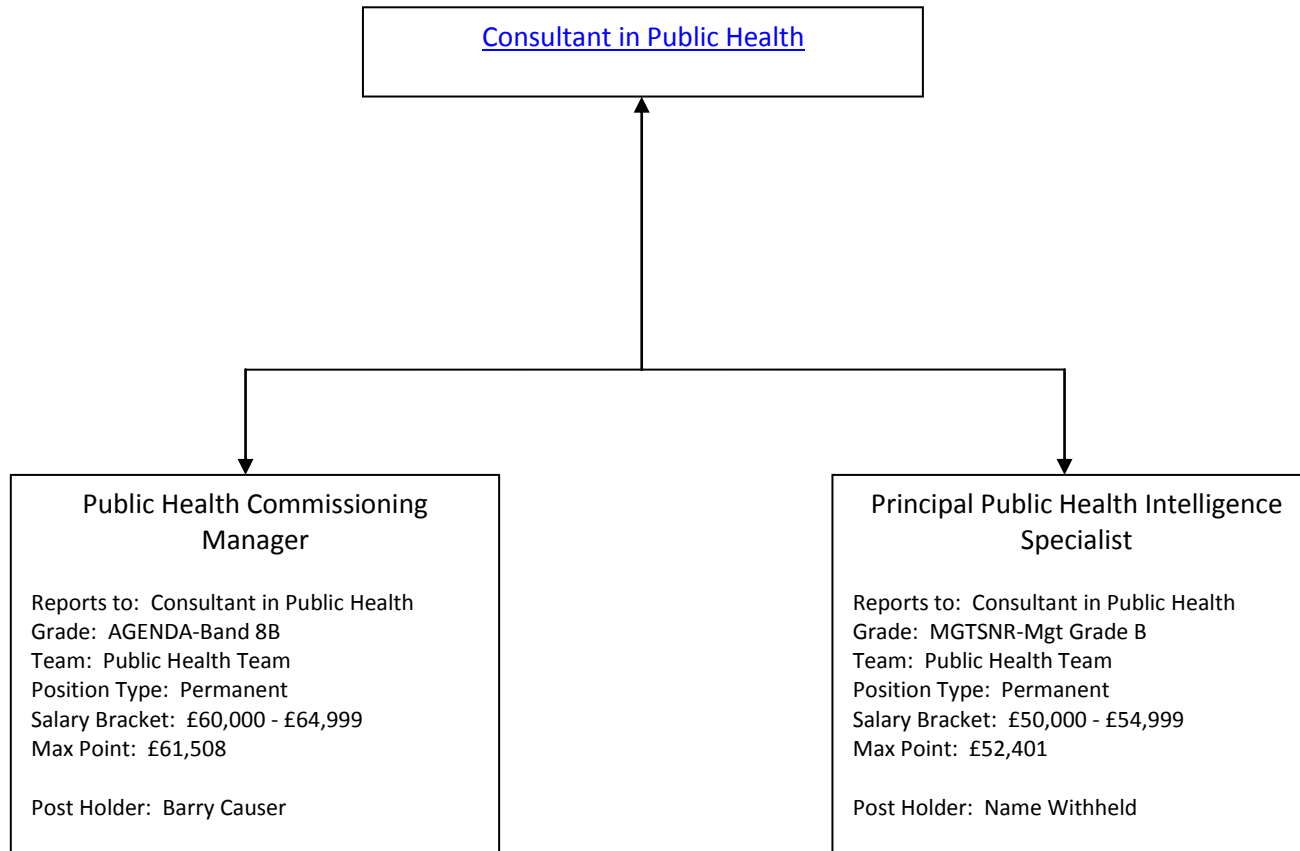 Consultant in Public Health
Public Health Commissioning
Manager
Reports to:  Consultant in Public Health
Grade:  AGENDA-Band 8B
Team:  Public Health Team
Position Type:  Permanent
Salary Bracket:  £60,000 - £64,999
Max Point:  £61,508
Post Holder:  Barry Causer
Principal Public Health Intelligence
Specialist
Reports to:  Consultant in Public Health
Grade:  MGTSNR-Mgt Grade B
Team:  Public Health Team
Position Type:  Permanent
Salary Bracket:  £50,000 - £54,999
Max Point:  £52,401
Post Holder:  Name Withheld